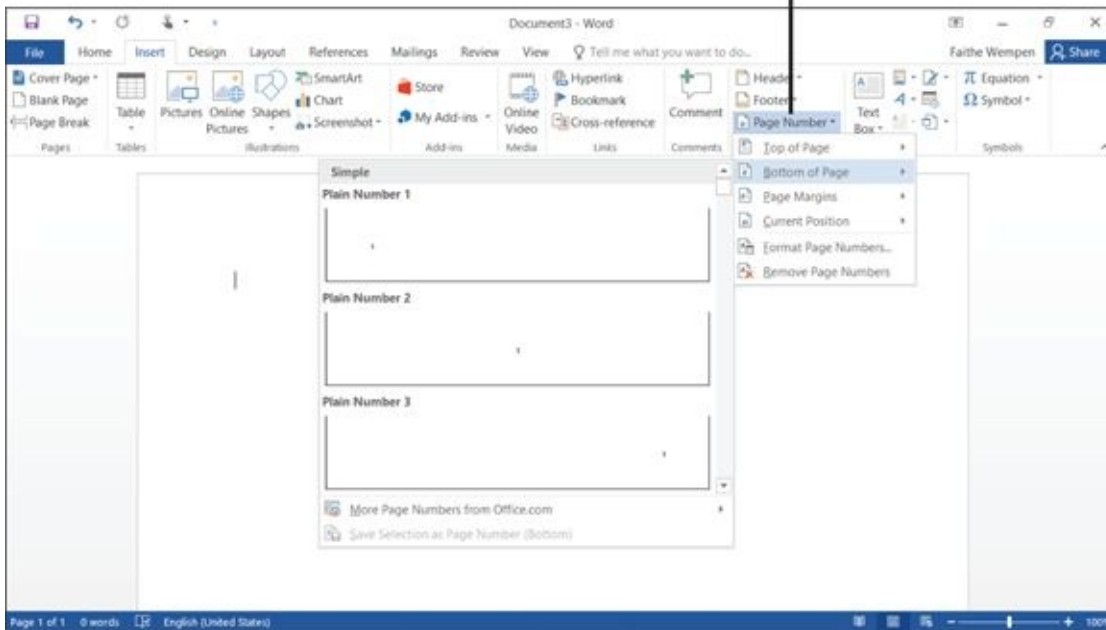 Document3 - Word
File Home Insert Design Layout References Mailings Review View Tell me what you want to do... Faithe Wempen Share
Cover Page
Blank Page
Page Break
Pages
Table
Tables
Pictures Online Pictures Shapes
SmartArt
Chart
Screenshot
Illustrations
Store
My Add-ins
Add-ins
Online Video
Media
Hyperlink
Bookmark
Cross-reference
Links
Comment
Comments
Header
Footer
Page Number
Text Box
A
π Equation
Ω Symbol
Symbols
Top of Page
Bottom of Page
Page Margins
Current Position
Format Page Numbers...
Remove Page Numbers
Simple
Plain Number 1
1
Plain Number 2
1
Plain Number 3
1
More Page Numbers from Office.com
Save Selection as Page Number (Bottom)
Page 1 of 1 0 words English (United States) 100%